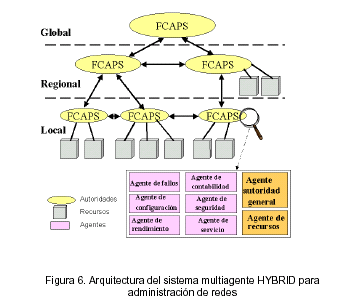 Global
FCAPS
FCAPS
FCAPS
Regional
FCAPS
FCAPS
FCAPS
Local
Agente de fallos
Agente de
contabilidad
Agente
autoridad
general
Agente de
configuración
Agente de
seguridad
Agente de
rendimiento
Agente de
servicio
Agente de
recursos
Autoridades
Recursos
Agentes
Figura 6. Arquitectura del sistema multiagente HYBRID para
administración de redes